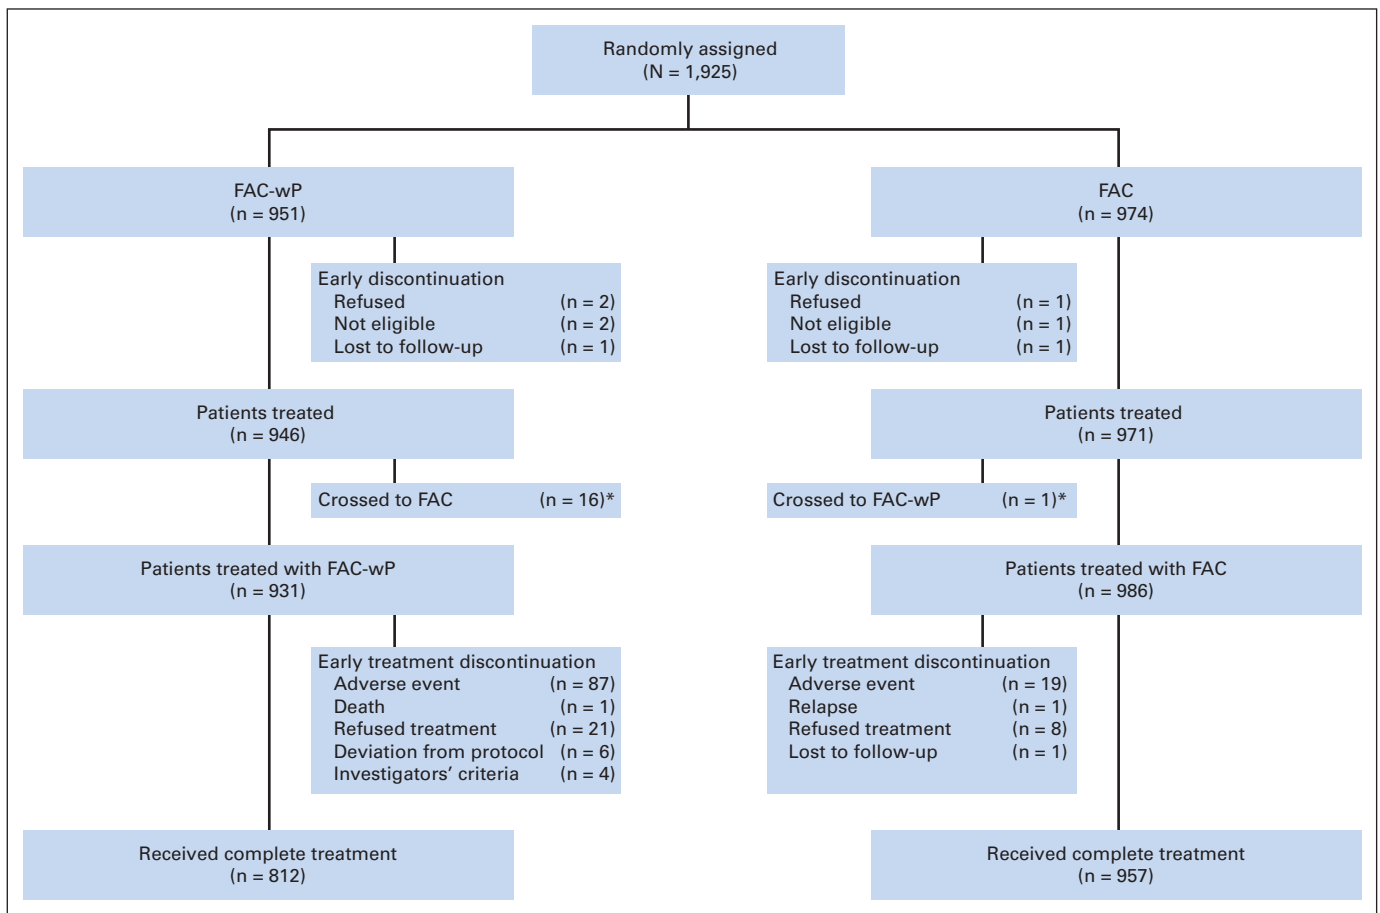 Randomly assigned
(N = 1,925)
FAC-wP
(n = 951)
FAC
(n = 974)
Early discontinuation
Refused (n = 2)
Not eligible (n = 2)
Lost to follow-up (n = 1)
Early discontinuation
Refused (n = 1)
Not eligible (n = 1)
Lost to follow-up (n = 1)
Patients treated
(n = 946)
Patients treated
(n = 971)
Crossed to FAC (n = 16)*
Crossed to FAC-wP (n = 1)*
Patients treated with FAC-wP
(n = 931)
Patients treated with FAC
(n = 986)
Early treatment discontinuation
Adverse event (n = 87)
Death (n = 1)
Refused treatment (n = 21)
Deviation from protocol (n = 6)
Investigators’ criteria (n = 4)
Early treatment discontinuation
Adverse event (n = 19)
Relapse (n = 1)
Refused treatment (n = 8)
Lost to follow-up (n = 1)
Received complete treatment
(n = 812)
Received complete treatment
(n = 957)